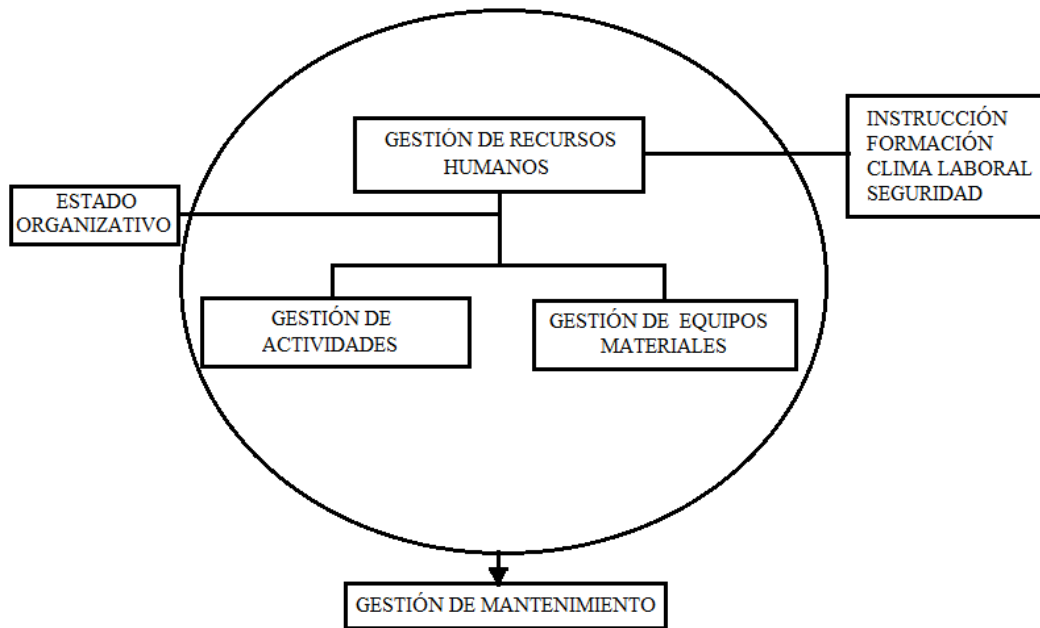 GESTIÓN DE RECURSOS
HUMANOS
INSTRUCCIÓN
FORMACIÓN
CLIMA LABORAL
SEGURIDAD
ESTADO
ORGANIZATIVO
GESTIÓN DE
ACTIVIDADES
GESTIÓN DE EQUIPOS
MATERIALES
GESTIÓN DE MANTENIMIENTO